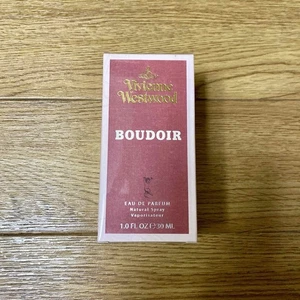 Vivienne
Westwood
BOUDOIR
EAU DE PARFUM
Natural Spray
Vaporisateur
1.0 FL.OZ℮30 ML